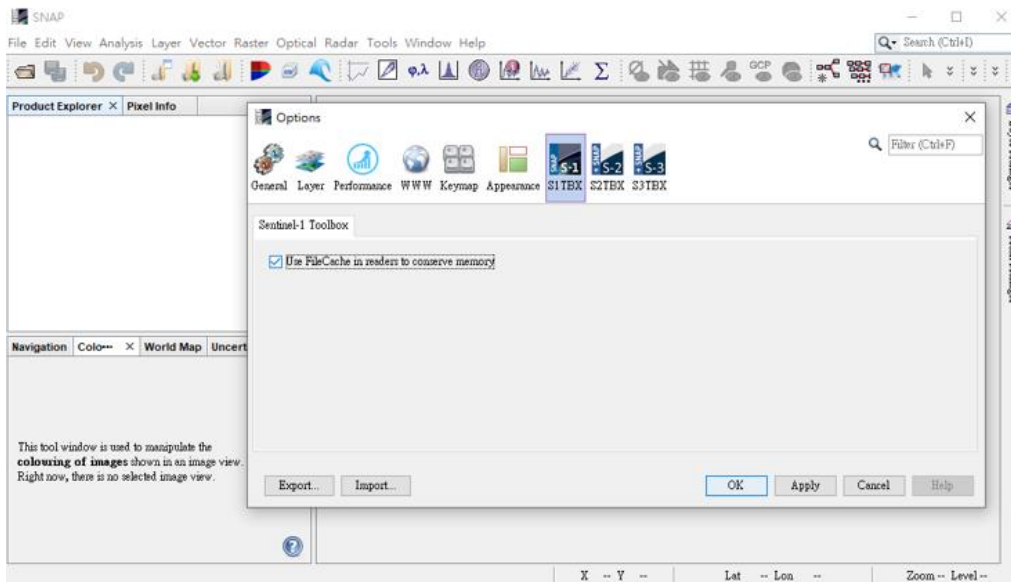 SNAP
File Edit View Analysis Layer Vector Raster Optical Radar Tools Window Help
Search (Ctrl+I)
φ,λ
Σ
GCP
Product Explorer × Pixel Info
Options
Filter (Ctrl+F)
SNAP S-1
SNAP S-2
SNAP S-3
General Layer Performance WWW Keymap Appearance S1TBX S2TBX S3TBX
Sentinel-1 Toolbox
Use FileCache in readers to conserve memory
Navigation Colo··· × World Map Uncert
This tool window is used to manipulate the
colouring of images shown in an image view.
Right now, there is no selected image view.
Export... Import... OK Apply Cancel Help
X -- Y -- Lat -- Lon -- Zoom -- Level --